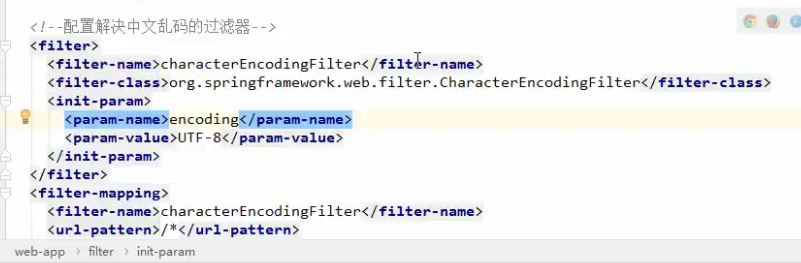 <!--配置解决中文乱码的过滤器-->
<filter>
<filter-name>characterEncodingFilter</filter-name>
<filter-class>org.springframework.web.filter.CharacterEncodingFilter</filter-class>
<init-param>
<param-name>encoding</param-name>
<param-value>UTF-8</param-value>
</init-param>
</filter>
<filter-mapping>
<filter-name>characterEncodingFilter</filter-name>
<url-pattern>/*</url-pattern>
web-app › filter › init-param